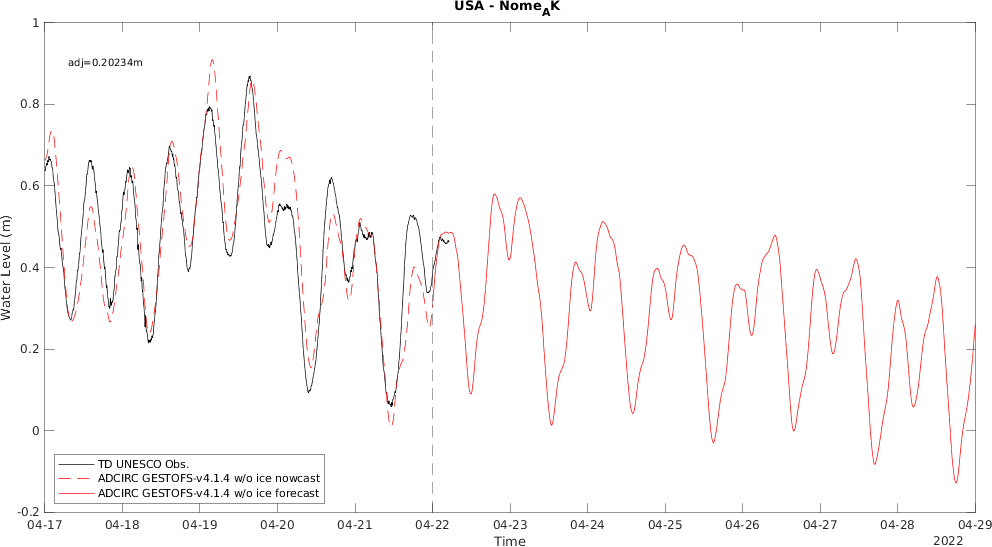 USA - Nome_AK
1
adj=0.20234m
0.8
0.6
0.4
0.2
0
-0.2
Water Level (m)
TD UNESCO Obs.
ADCIRC GESTOFS-v4.1.4 w/o ice nowcast
ADCIRC GESTOFS-v4.1.4 w/o ice forecast
04-17 04-18 04-19 04-20 04-21 04-22 04-23 04-24 04-25 04-26 04-27 04-28 04-29
Time
2022